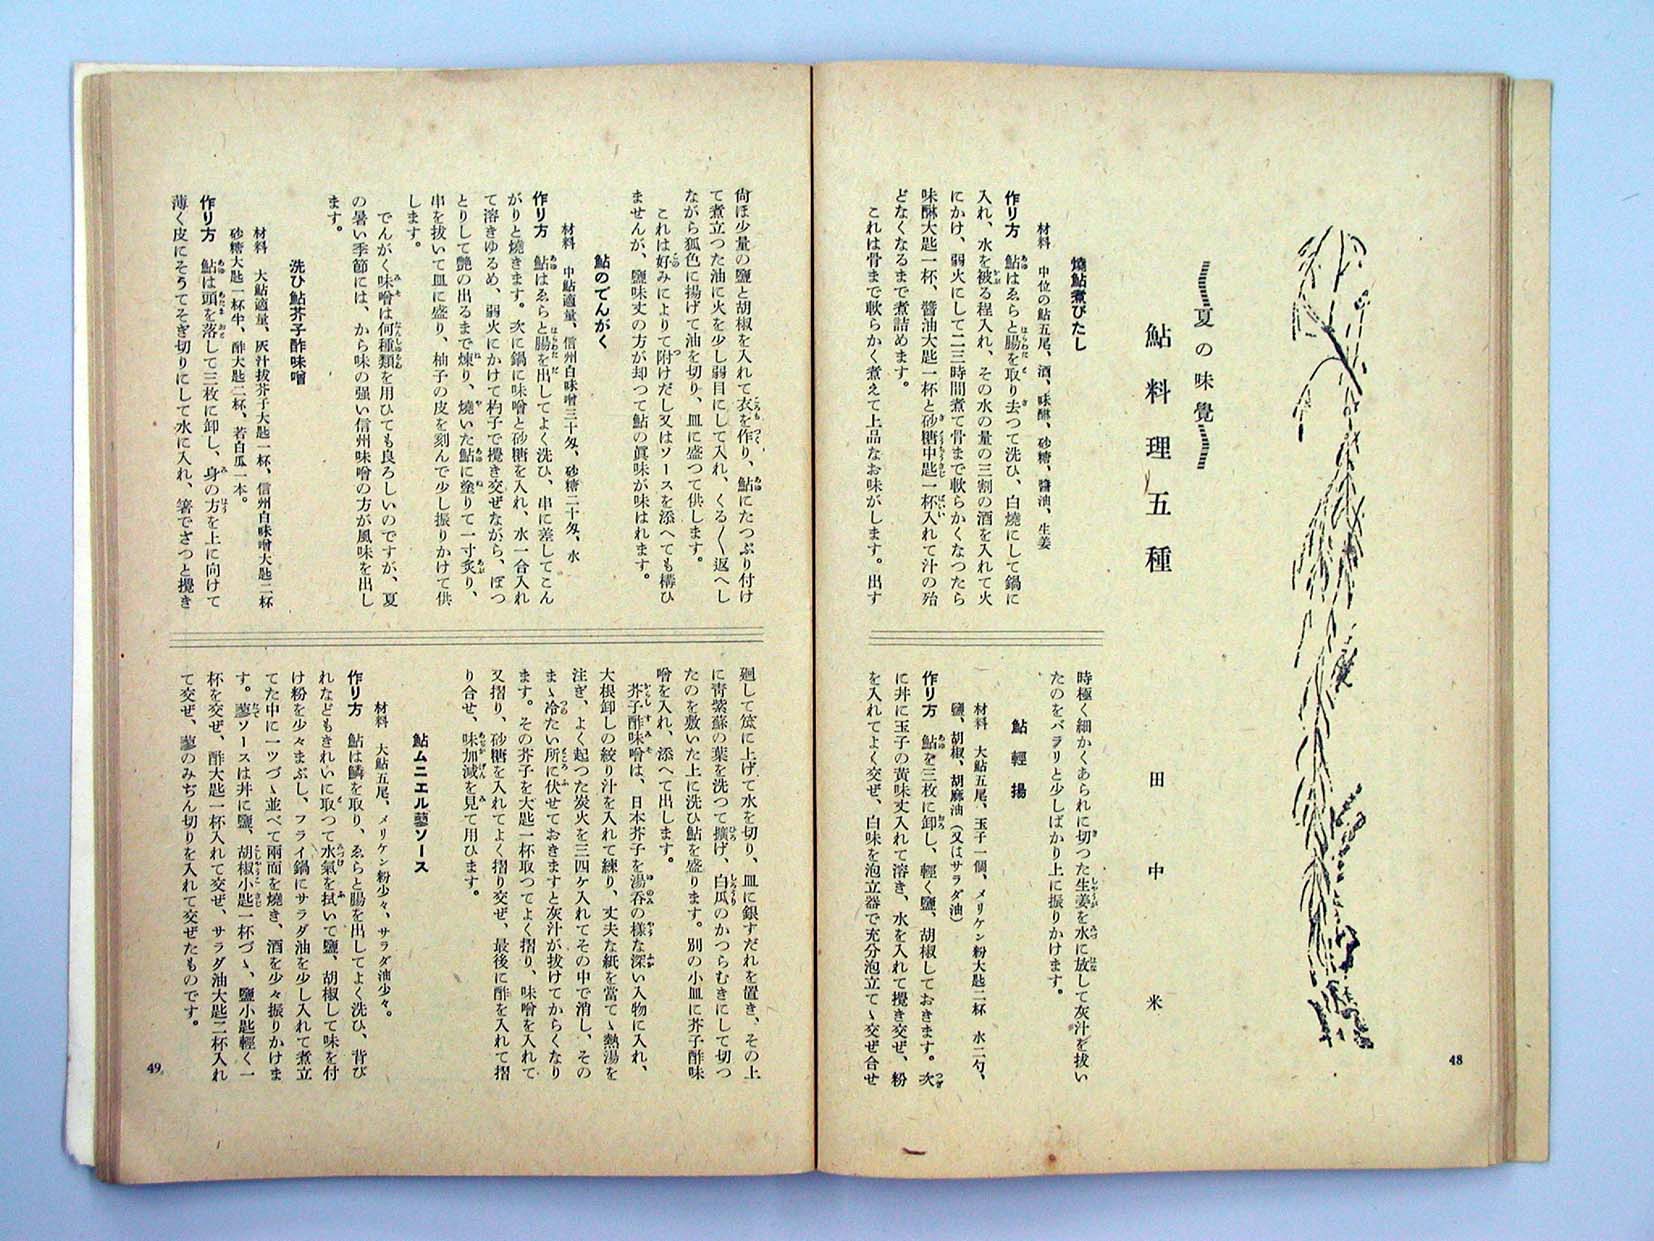 48
夏の味覺
鮎料理五種
田中米
燒鮎煮びたし
材料　中位の鮎五尾、酒、味醂、砂糖、醬油、生姜
作り方　鮎はゑらと腸を取り去つて洗ひ、白燒にして鍋に
入れ、水を被る程入れ、その水の量の三割の酒を入れて火
にかけ、弱火にして二三時間煮て骨まで軟らかくなつたら
味醂大匙一杯、醬油大匙一杯と砂糖中匙一杯入れて汁の殆
どなくなるまで煮詰めます。
これは骨まで軟らかく煮えて上品なお味がします。出す
時極く細かくあられに切つた生姜を水に放して灰汁を拔い
たのをバラリと少しばかり上に振りかけます。
鮎輕揚
材料　大鮎五尾、玉子一個、メリケン粉大匙二杯　水二勺、
鹽、胡椒、胡麻油（又はサラダ油）
作り方　鮎を三枚に卸し、輕く鹽、胡椒しておきます。次
に丼に玉子の黄味丈入れて溶き、水を入れて攪き交ぜ、粉
を入れてよく交ぜ、白味を泡立器で充分泡立てゝ交ぜ合せ
尙ほ少量の鹽と胡椒を入れて衣を作り、鮎にたつぷり付け
て煮立つた油に火を少し弱目にして入れ、くる〱返へし
ながら狐色に揚げて油を切り、皿に盛つて供します。
これは好みによりて附けだし又はソースを添へても構ひ
ませんが、鹽味丈の方が却つて鮎の眞味が味はれます。
鮎のでんがく
材料　中鮎適量、信州白味噌三十匁、砂糖二十匁、水
作り方　鮎はゑらと腸を出してよく洗ひ、串に差してこん
がりと燒きます。次に鍋に味噌と砂糖を入れ、水一合入れ
て溶きゆるめ、弱火にかけて杓子で攪き交ぜながら、ぽつ
とりして艷の出るまで煉り、燒いた鮎に塗りて一寸炙り、
串を拔いて皿に盛り、柚子の皮を刻んで少し振りかけて供
します。
でんがく味噌は何種類を用ひても良ろしいのですが、夏
の暑い季節には、から味の强い信州味噌の方が風味を出し
ます。
洗ひ鮎芥子酢味噌
材料　大鮎適量、灰汁拔芥子大匙一杯、信州白味噌大匙二杯
砂糖大匙一杯半、酢大匙二杯、若白瓜一本。
作り方　鮎は頭を落して三枚に卸し、身の方を上に向けて
薄く皮にそうてそぎ切りにして水に入れ、箸でざつと攪き
廻して笊に上げて水を切り、皿に銀すだれを置き、その上
に靑紫蘇の葉を洗つて擴げ、白瓜のかつらむきにして切つ
たのを敷いた上に洗ひ鮎を盛ります。別の小皿に芥子酢味
噌を入れ、添へて出します。
芥子酢味噌は、日本芥子を湯呑の樣な深い入物に入れ、
大根卸しの絞り汁を入れて練り、丈夫な紙を當てゝ熱湯を
注ぎ、よく起つた炭火を三四ケ入れてその中で消し、その
まゝ冷たい所に伏せておきますと灰汁が拔けてからくなり
ます。その芥子を大匙一杯取つてよく摺り、味噌を入れて
又摺り、砂糖を入れてよく摺り交ぜ、最後に酢を入れて摺
り合せ、味加減を見て用ひます。
鮎ムニエル蓼ソース
材料　大鮎五尾、メリケン粉少々、サラダ油少々。
作り方　鮎は鱗を取り、ゑらと腸を出してよく洗ひ、背び
れなどもきれいに取つて水氣を拭いて鹽、胡椒して味を付
け粉を少々まぶし、フライ鍋にサラダ油を少し入れて煮立
てた中に一ツづゝ並べて兩面を燒き、酒を少々振りかけま
す。蓼ソースは丼に鹽、胡椒小匙一杯づゝ、鹽小匙輕く一
杯を交ぜ、酢大匙一杯入れて交ぜ、サラダ油大匙二杯入れ
て交ぜ、蓼のみぢん切りを入れて交ぜたものです。
49